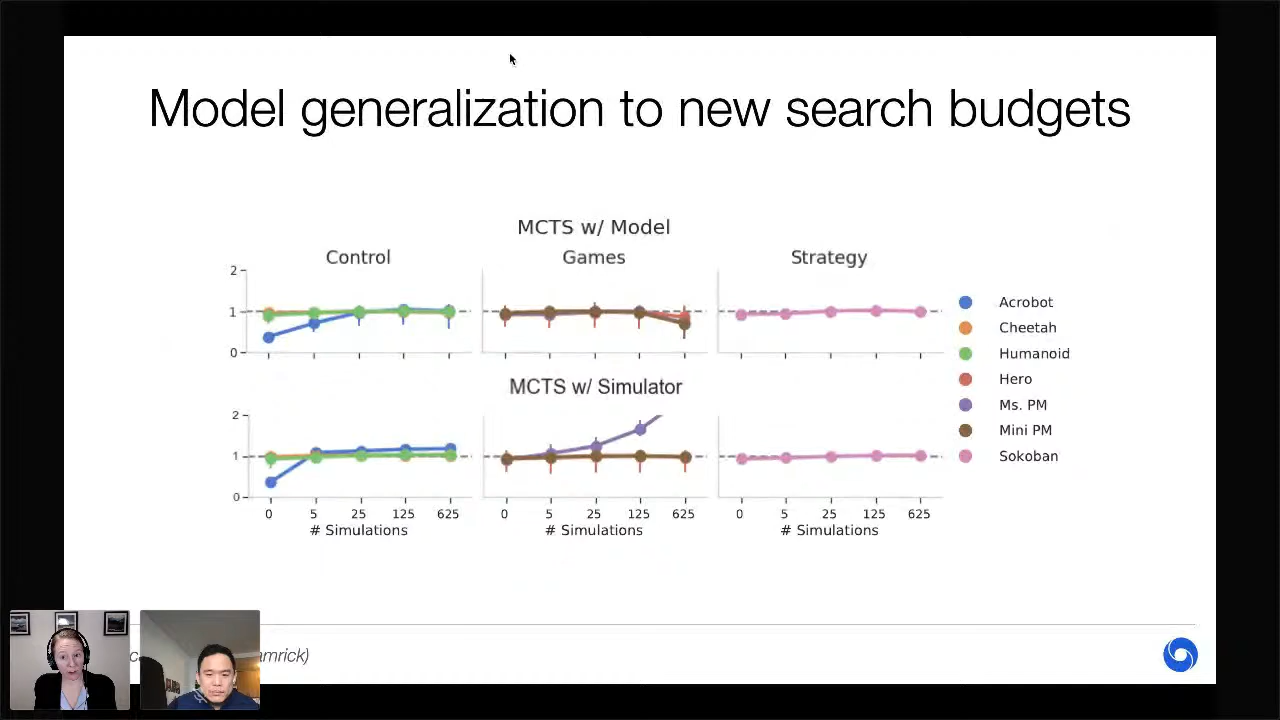 Model generalization to new search budgets
MCTS w/ Model
Control Games Strategy
2
1
0
MCTS w/ Simulator
2
1
0
0 5 25 125 625 0 5 25 125 625 0 5 25 125 625
# Simulations # Simulations # Simulations
Acrobot
Cheetah
Humanoid
Hero
Ms. PM
Mini PM
Sokoban
amrick)